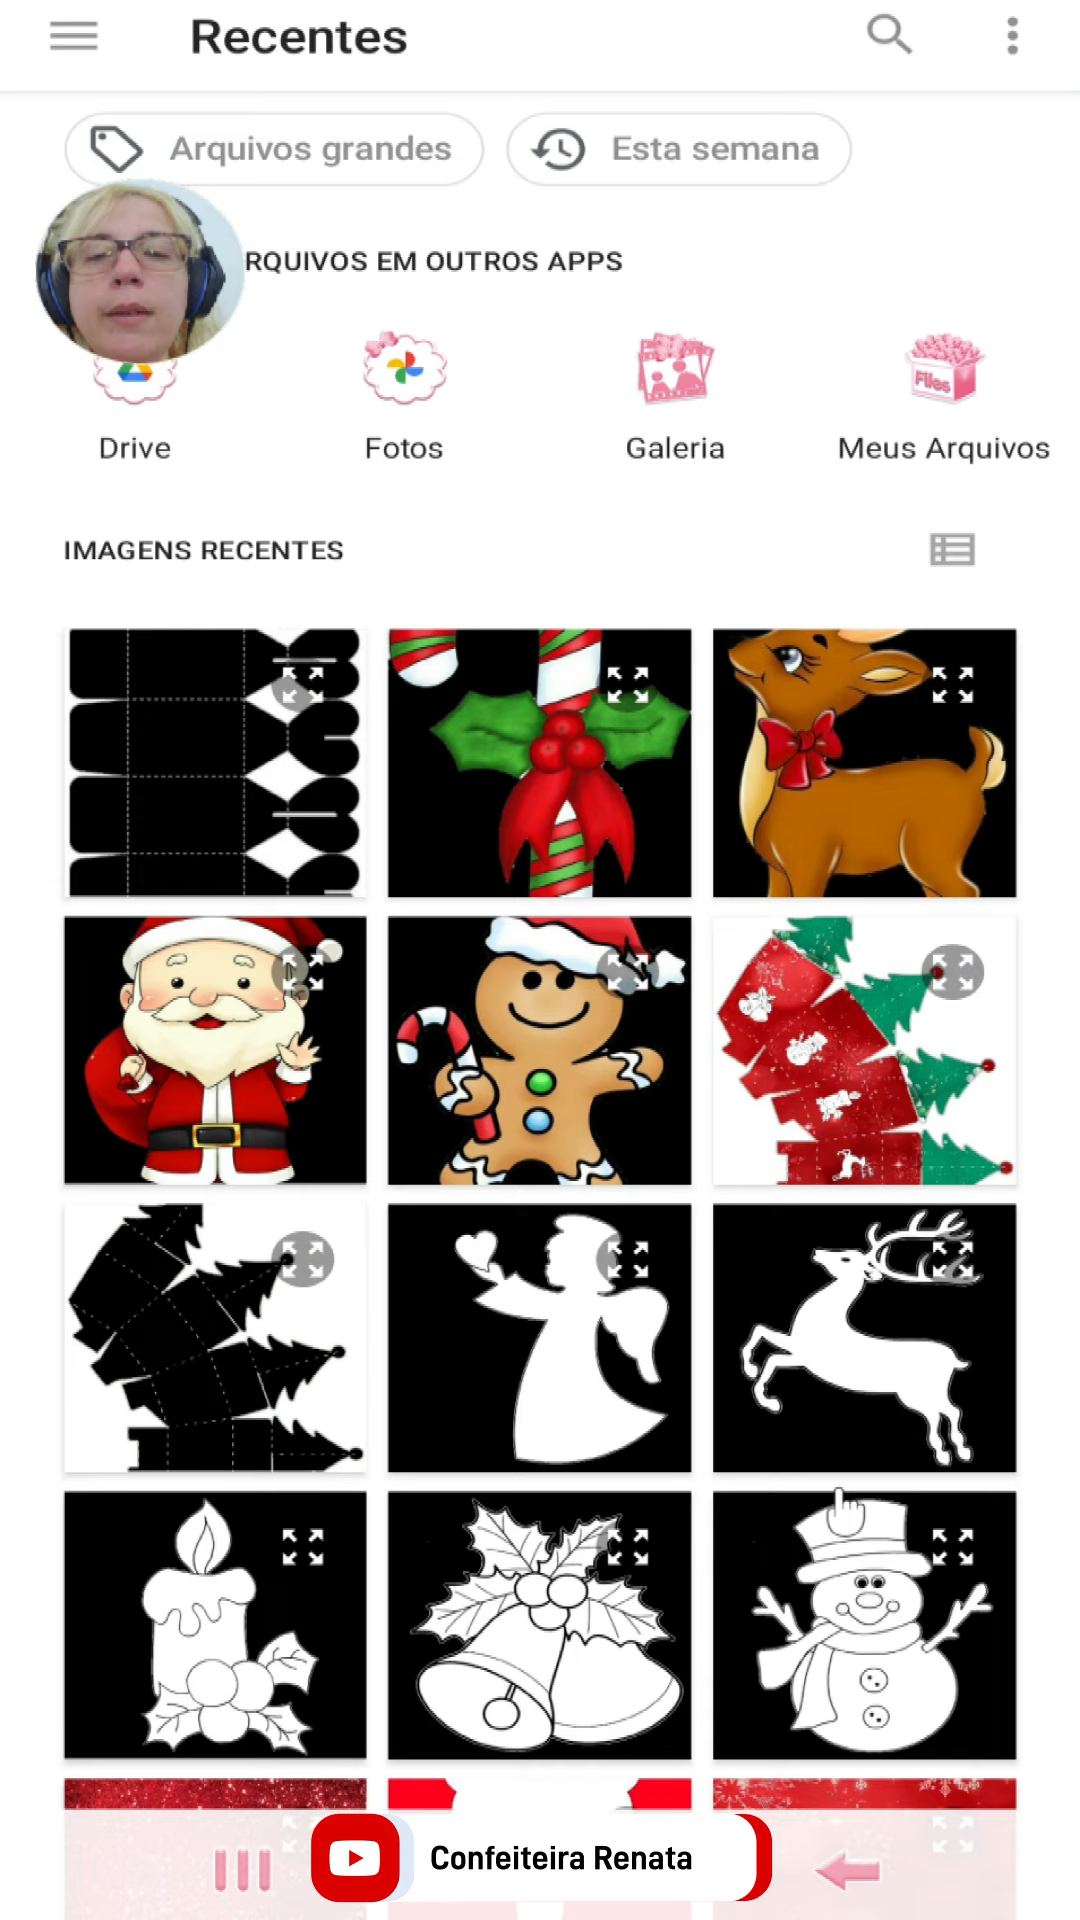 Recentes
Arquivos grandes
Esta semana
RQUIVOS EM OUTROS APPS
Files
Drive
Fotos
Galeria
Meus Arquivos
IMAGENS RECENTES
Confeiteira Renata